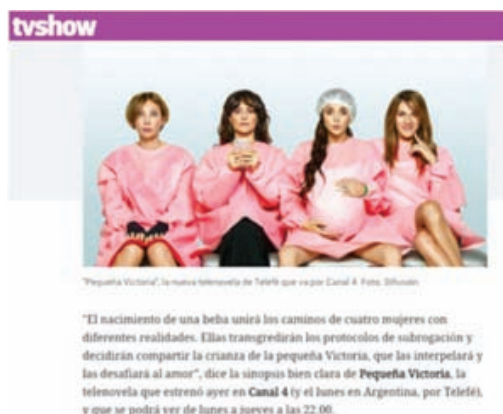 tvshow
"Pequeña Victoria", la nueva telenovela de Telefé que va por Canal 4 Foto. Difusión
"El nacimiento de una beba unirá los caminos de cuatro mujeres con
diferentes realidades. Ellas transgredirán los protocolos de subrogación y
decidirán compartir la crianza de la pequeña Victoria, que las interpelará y
las desafiará al amor", dice la sinopsis bien clara de Pequeña Victoria, la
telenovela que estrenó ayer en Canal 4 (y el lunes en Argentina, por Telefé),
y que se podrá ver de lunes a jueves a las 22.00.